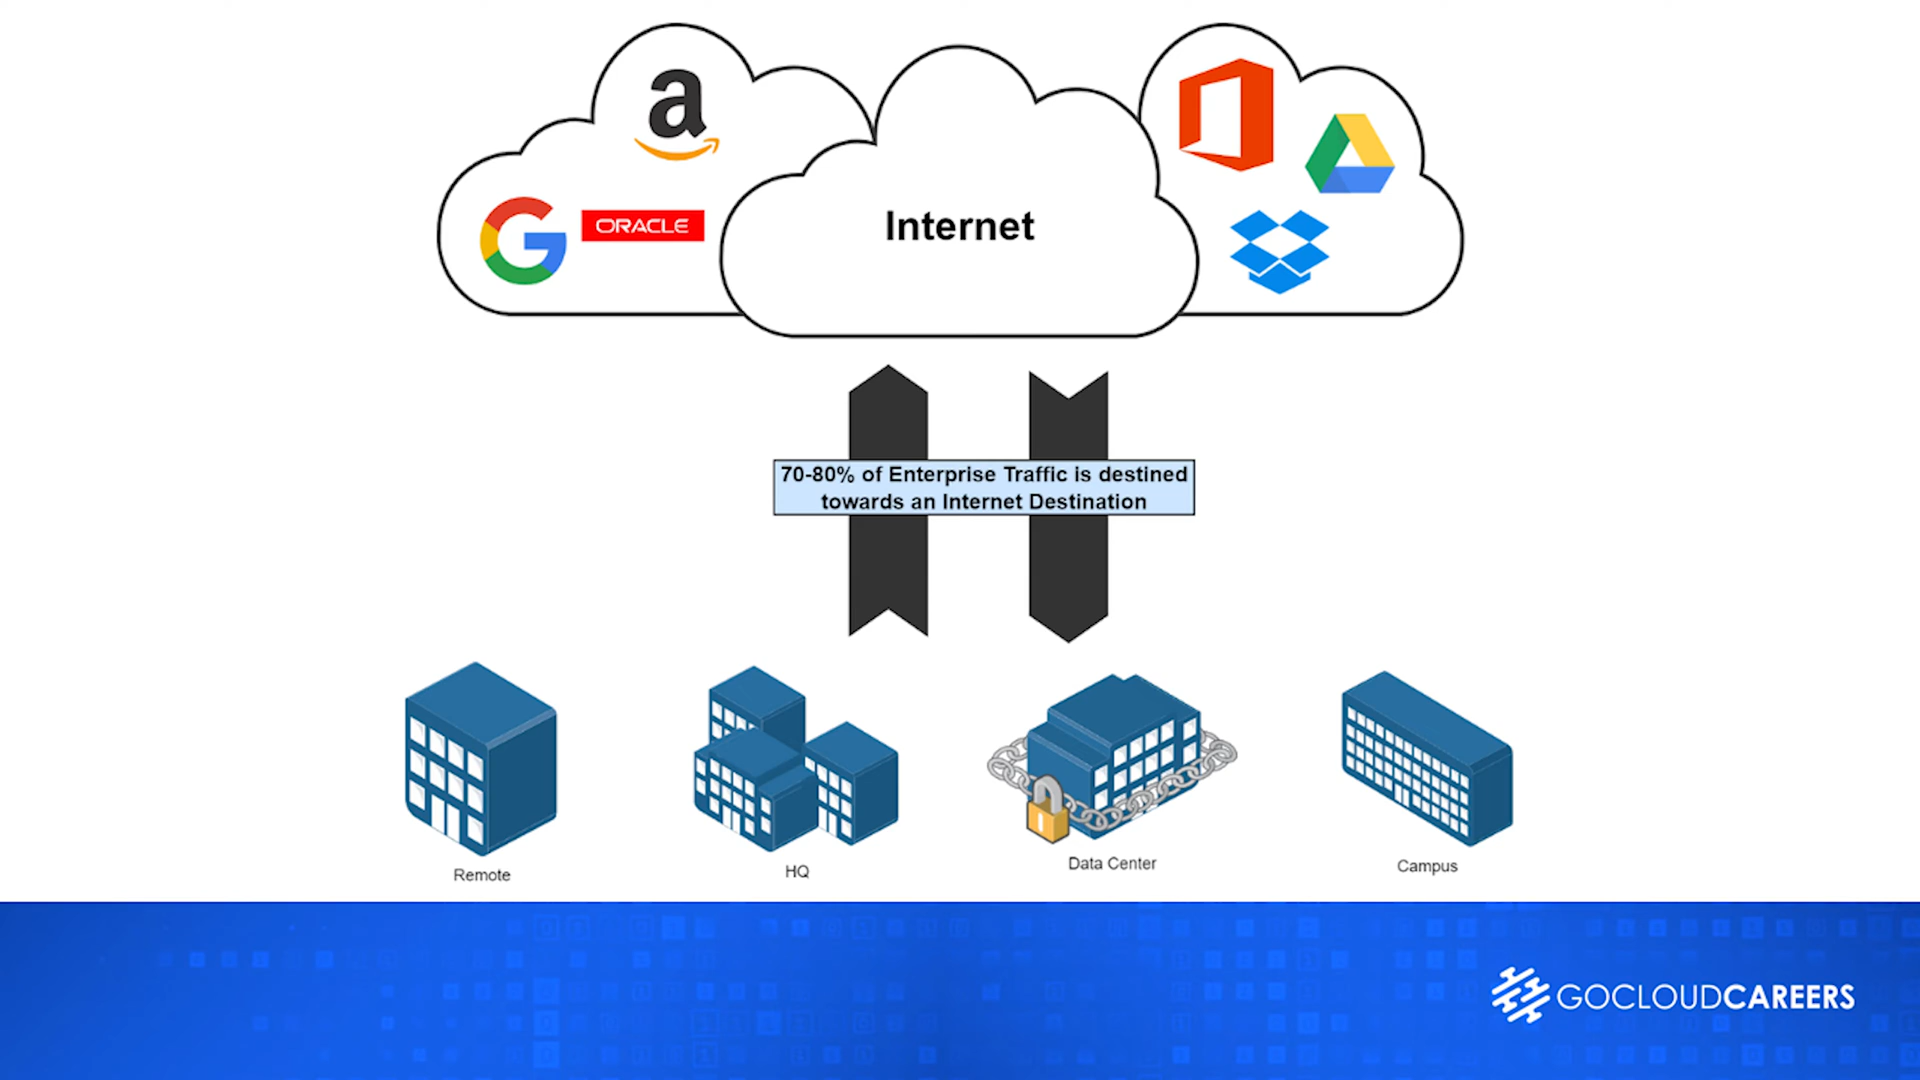 a
G
ORACLE
Internet
70-80% of Enterprise Traffic is destined
towards an Internet Destination
Remote
HQ
Data Center
Campus
GOCLOUDCAREERS